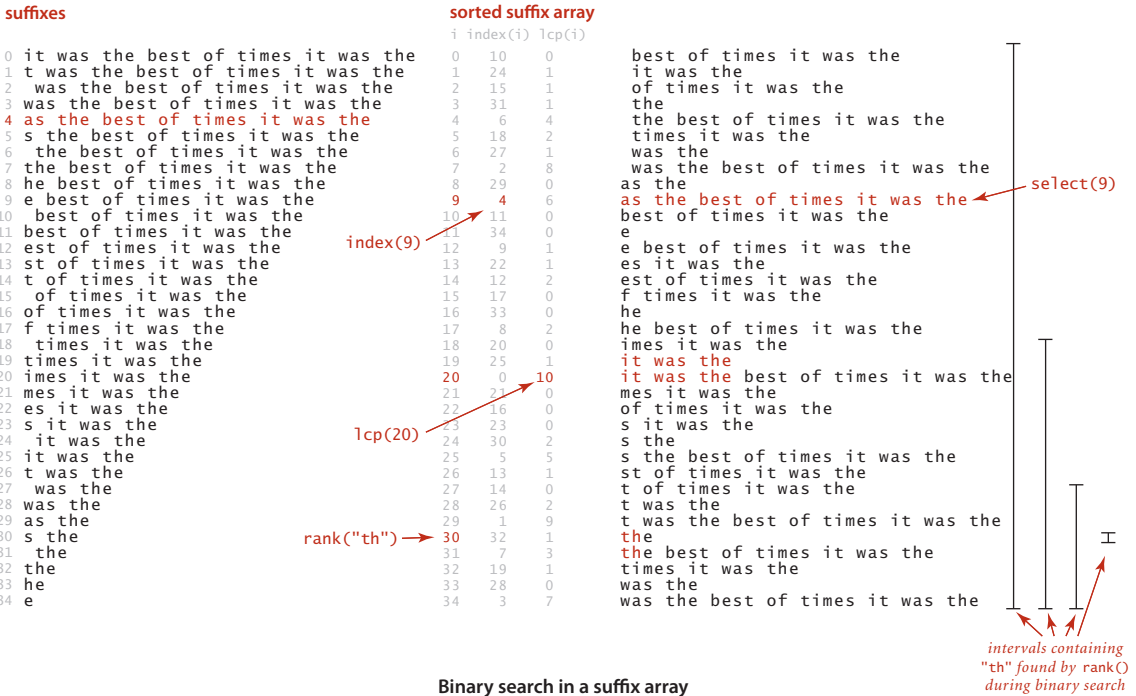 suffixes
0 it was the best of times it was the
1 t was the best of times it was the
2 was the best of times it was the
3 was the best of times it was the
4 as the best of times it was the
5 s the best of times it was the
6 the best of times it was the
7 the best of times it was the
8 he best of times it was the
9 e best of times it was the
10 best of times it was the
11 best of times it was the
12 est of times it was the
13 st of times it was the
14 t of times it was the
15 of times it was the
16 of times it was the
17 f times it was the
18 times it was the
19 times it was the
20 imes it was the
21 mes it was the
22 es it was the
23 s it was the
24 it was the
25 it was the
26 t was the
27 was the
28 was the
29 as the
30 s the
31 the
32 the
33 he
34 e
sorted suffix array
i index(i) lcp(i)
0 10 0 best of times it was the
1 24 1 it was the
2 15 1 of times it was the
3 31 1 the
4 6 4 the best of times it was the
5 18 2 times it was the
6 27 1 was the
7 2 8 was the best of times it was the
8 29 0 as the
9 4 6 as the best of times it was the
10 11 0 best of times it was the
11 34 0 e
12 9 1 e best of times it was the
13 22 1 es it was the
14 12 2 est of times it was the
15 17 0 f times it was the
16 33 0 he
17 8 2 he best of times it was the
18 20 0 imes it was the
19 25 1 it was the
20 0 10 it was the best of times it was the
21 21 0 mes it was the
22 16 0 of times it was the
23 23 0 s it was the
24 30 2 s the
25 5 5 s the best of times it was the
26 13 1 st of times it was the
27 14 0 t of times it was the
28 26 2 t was the
29 1 9 t was the best of times it was the
30 32 1 the
31 7 3 the best of times it was the
32 19 1 times it was the
33 28 0 was the
34 3 7 was the best of times it was the
select(9)
index(9)
lcp(20)
rank("th")
intervals containing
"th" found by rank()
during binary search
Binary search in a suffix array